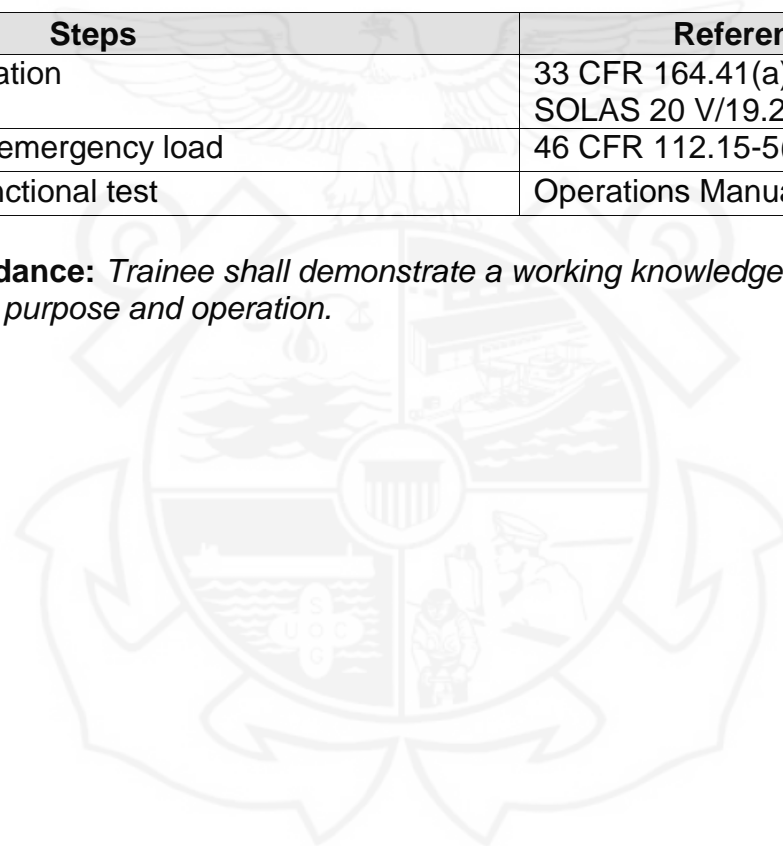 Steps Referen
ation 33 CFR 164.41(a)
SOLAS 20 V/19.2
emergency load 46 CFR 112.15-5(
nctional test Operations Manua
dance: Trainee shall demonstrate a working knowledge
purpose and operation.
S
U O C
G